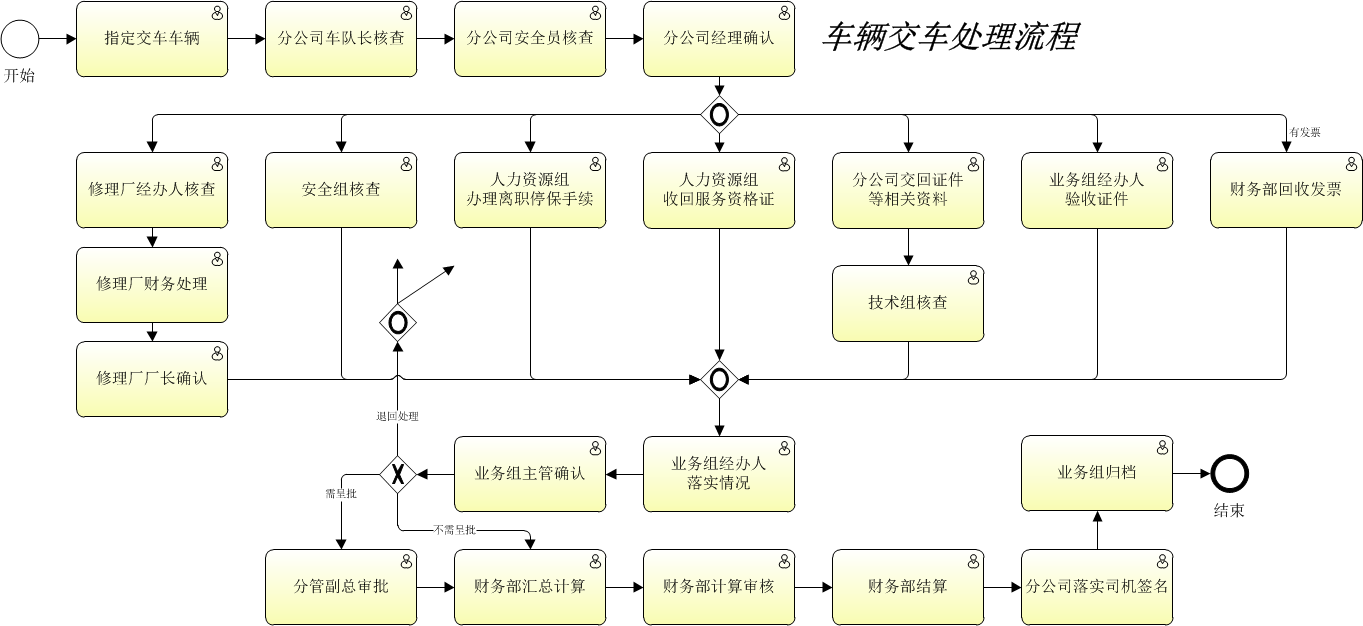 车辆交车处理流程
开始
指定交车车辆
分公司车队长核查
分公司安全员核查
分公司经理确认
有发票
修理厂经办人核查
安全组核查
人力资源组
办理离职停保手续
人力资源组
收回服务资格证
分公司交回证件
等相关资料
业务组经办人
验收证件
财务部回收发票
修理厂财务处理
技术组核查
修理厂厂长确认
退回处理
业务组主管确认
业务组经办人
落实情况
业务组归档
结束
需呈批
不需呈批
分管副总审批
财务部汇总计算
财务部计算审核
财务部结算
分公司落实司机签名